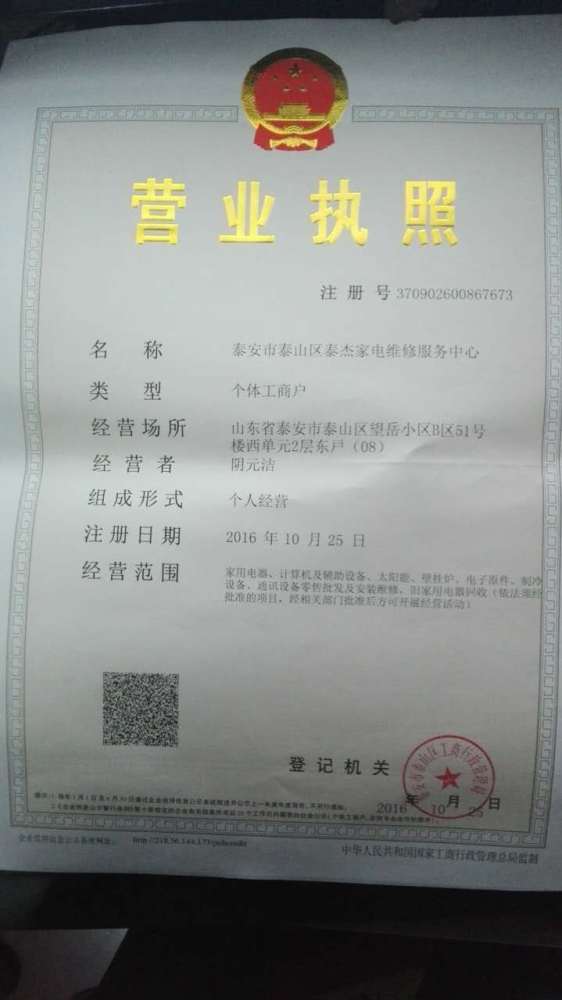 营业执照
注册号 370902600867673
名称 泰安市泰山区泰杰家电维修服务中心
类型 个体工商户
经营场所 山东省泰安市泰山区望岳小区B区51号
楼西单元2层东户（08）
经营者 阴元洁
组成形式 个人经营
注册日期 2016 年 10 月 25 日
经营范围 家用电器、计算机及辅助设备、太阳能、壁挂炉、电子原件、制冷
设备、通讯设备零售批发及安装维修，旧家用电器回收（依法须经
批准的项目，经相关部门批准后方可开展经营活动）
登记机关
2016 年 10 月 25 日
中华人民共和国国家工商行政管理总局监制